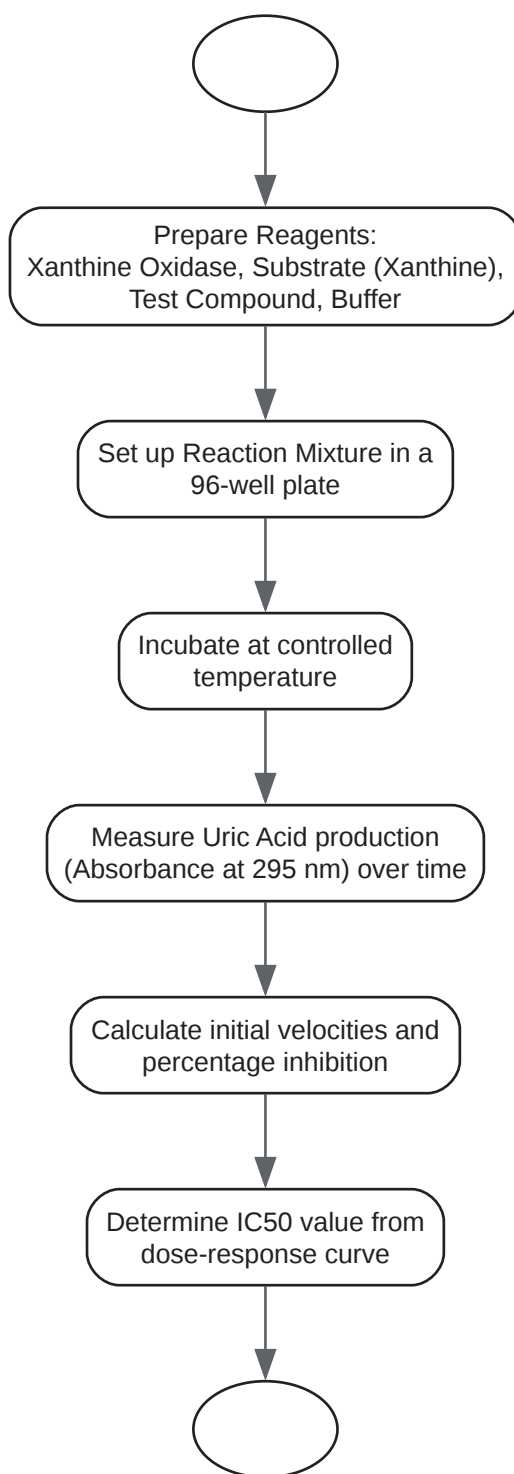 Prepare Reagents:
Xanthine Oxidase, Substrate (Xanthine),
Test Compound, Buffer
Set up Reaction Mixture in a
96-well plate
Incubate at controlled
temperature
Measure Uric Acid production
(Absorbance at 295 nm) over time
Calculate initial velocities and
percentage inhibition
Determine IC50 value from
dose-response curve